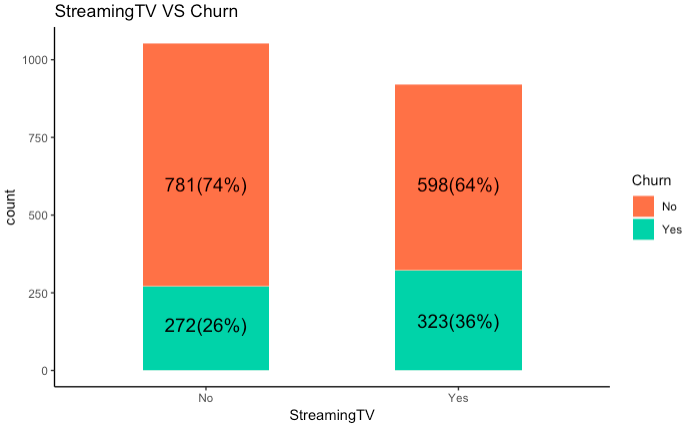 StreamingTV VS Churn
count
1000
750
500
250
0
781(74%)
598(64%)
272(26%)
323(36%)
No
Yes
StreamingTV
Churn
No
Yes